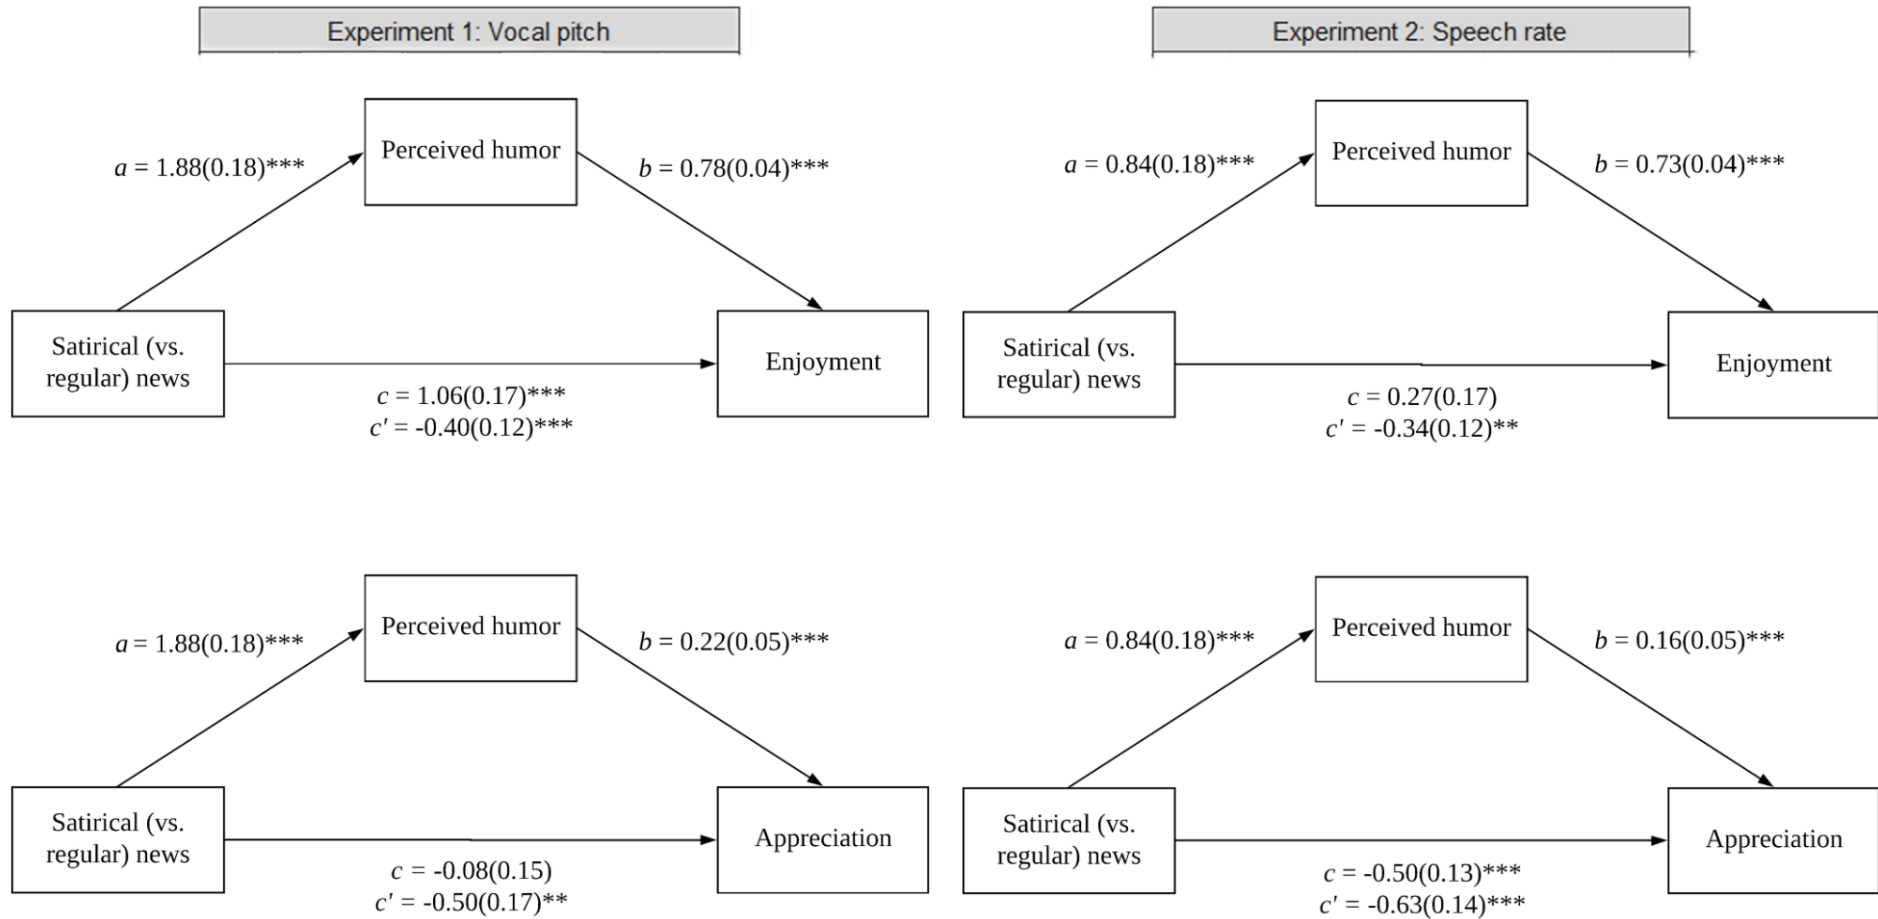 Experiment 1: Vocal pitch
Perceived humor
a = 1.88(0.18)***
b = 0.78(0.04)***
Satirical (vs.
regular) news
Enjoyment
c = 1.06(0.17)***
c' = -0.40(0.12)***
Perceived humor
a = 1.88(0.18)***
b = 0.22(0.05)***
Satirical (vs.
regular) news
Appreciation
c = -0.08(0.15)
c' = -0.50(0.17)**
Experiment 2: Speech rate
Perceived humor
a = 0.84(0.18)***
b = 0.73(0.04)***
Satirical (vs.
regular) news
Enjoyment
c = 0.27(0.17)
c' = -0.34(0.12)**
Perceived humor
a = 0.84(0.18)***
b = 0.16(0.05)***
Satirical (vs.
regular) news
Appreciation
c = -0.50(0.13)***
c' = -0.63(0.14)***